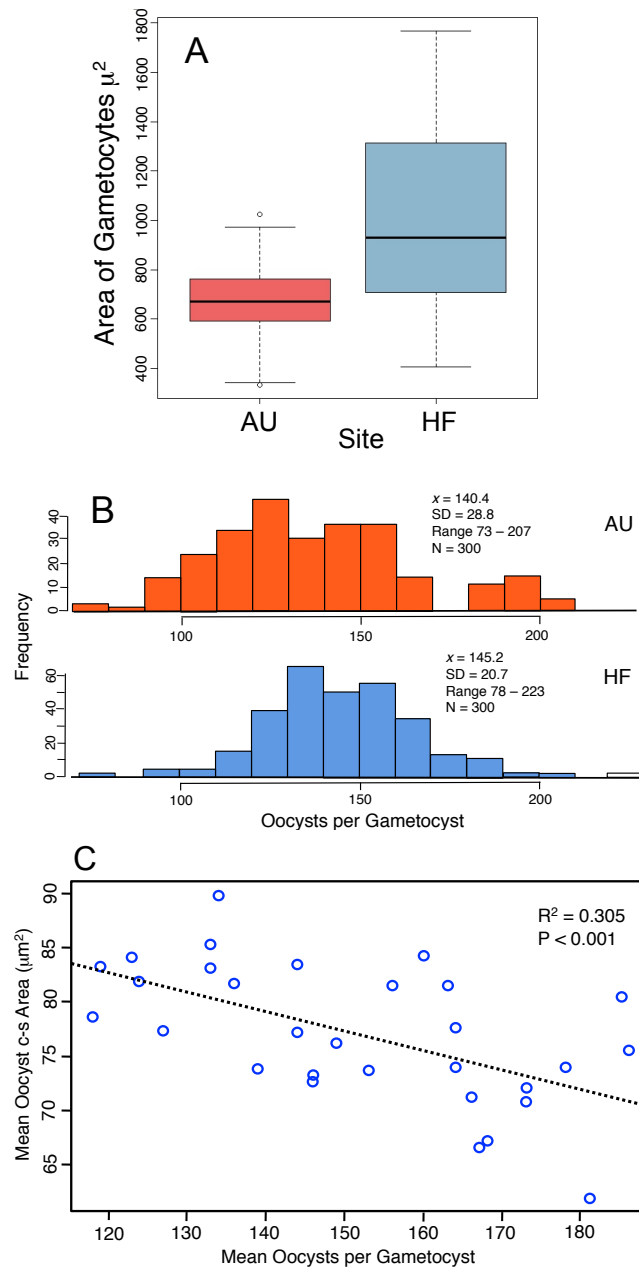 A
Area of Gametocytes μ²
1800
1600
1400
1200
1000
800
600
400
AU
HF
Site
B
Frequency
40
30
20
10
0
x = 140.4
SD = 28.8
Range 73 – 207
N = 300
AU
100
150
200
60
40
20
0
x = 145.2
SD = 20.7
Range 78 – 223
N = 300
HF
100
150
200
Oocysts per Gametocyst
C
Mean Oocyst c-s Area (μm²)
90
85
80
75
70
65
R² = 0.305
P < 0.001
120
130
140
150
160
170
180
Mean Oocysts per Gametocyst